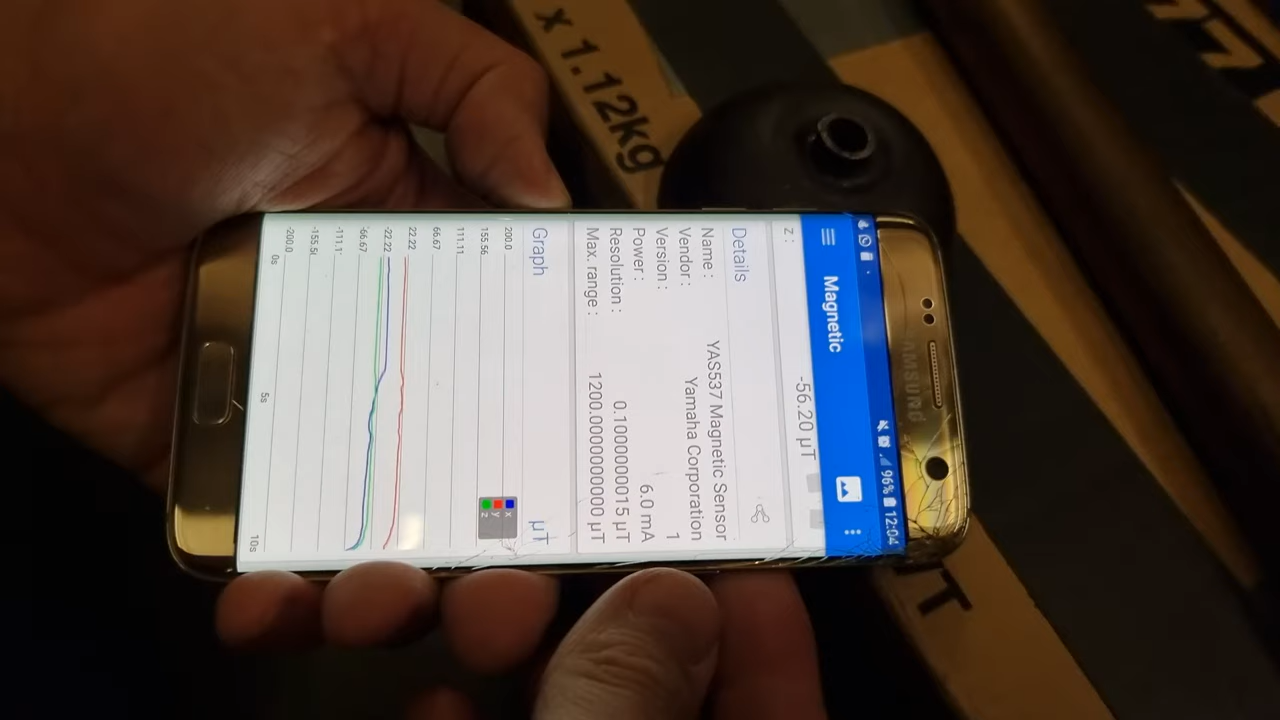 x 1.12kg
SAMSUNG
96% 12:04
Magnetic
z : -56.20 µT
Details
Name : YAS537 Magnetic Sensor
Vendor : Yamaha Corporation
Version : 1
Power : 6.0 mA
Resolution : 0.1000000015 µT
Max. range : 1200.0000000000 µT
Graph µT
200.0
155.56
111.11
66.67
22.22
-22.22
-66.67
-111.1
-155.5
-200.0
0s 5s 10s
x
y
z